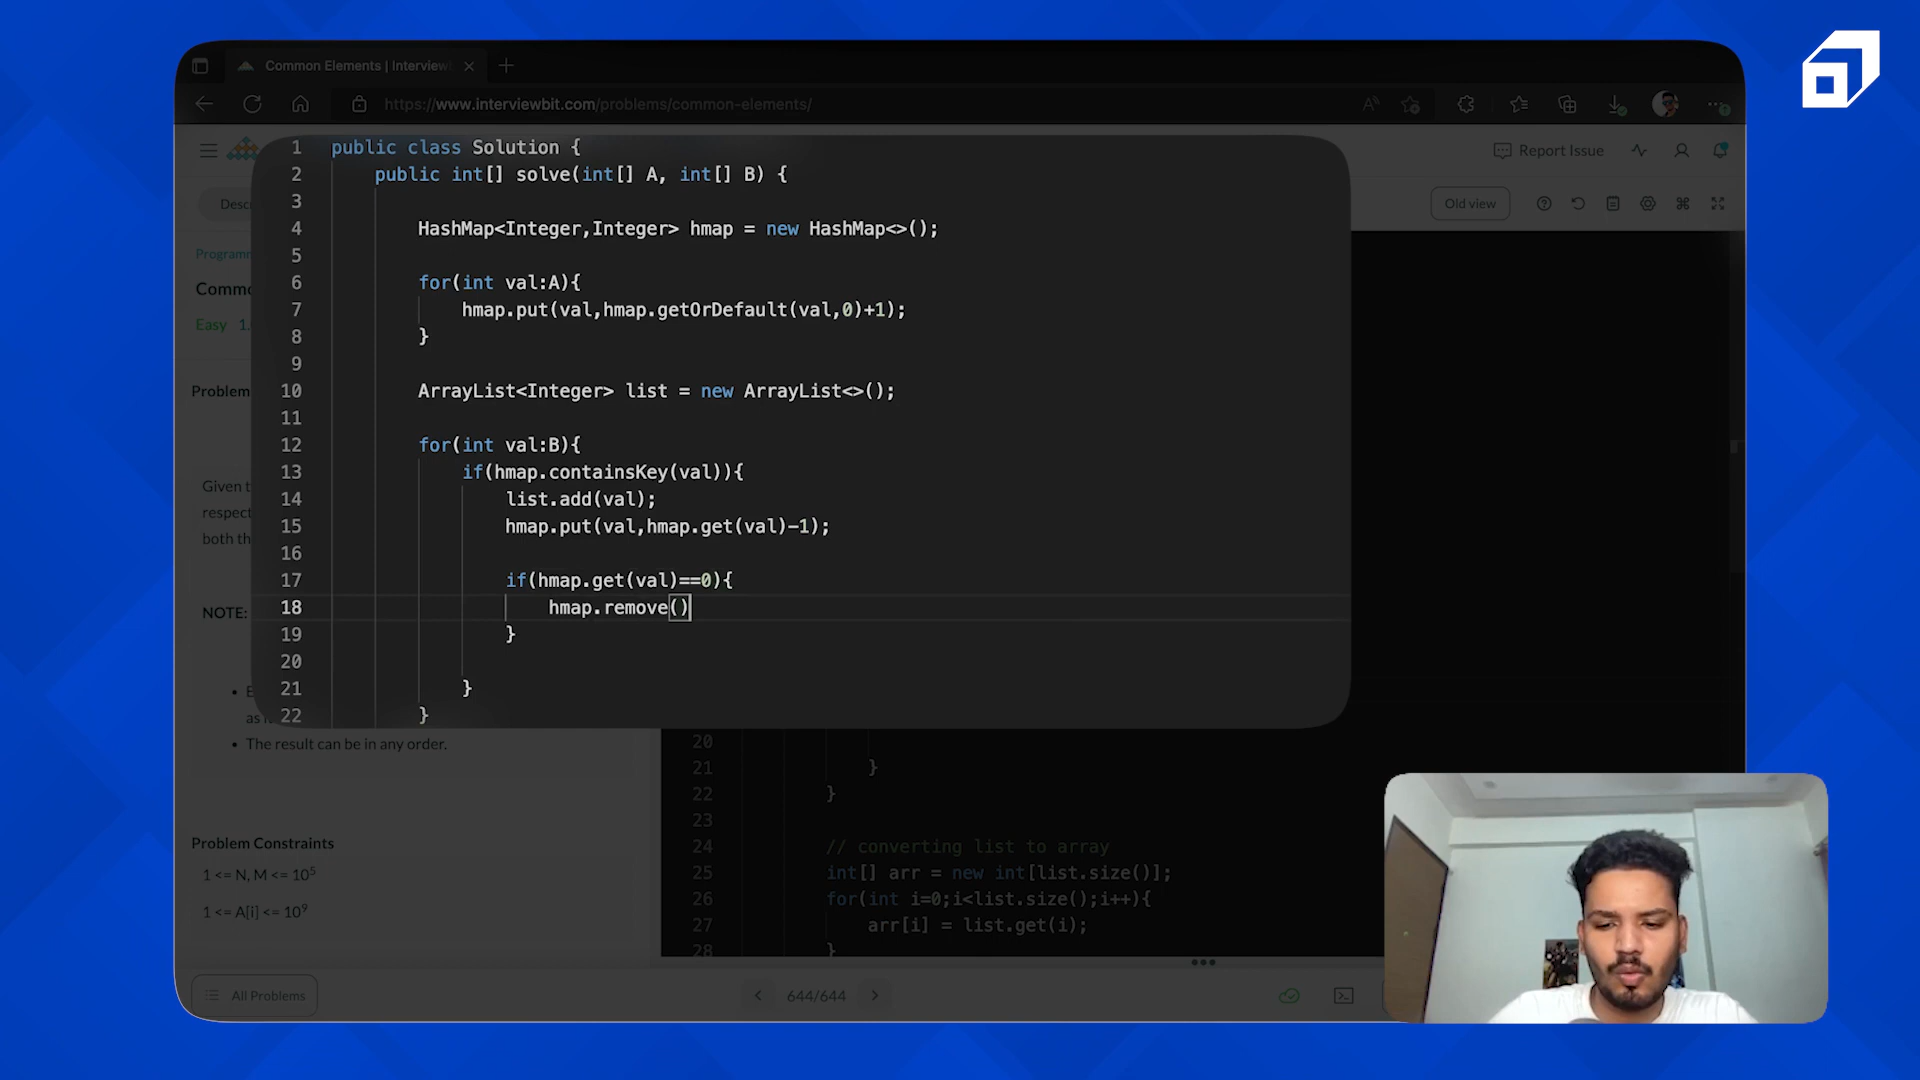 Common Elements | Interview
https://www.interviewbit.com/problems/common-elements/
Report Issue
Old view
Programm
Easy 1.
Problem
Given t
respect
both th
NOTE:
as
The result can be in any order.
Problem Constraints
1 <= N, M <= 10⁵
1 <= A[i] <= 10⁹
All Problems
644/644
1 public class Solution {
2 public int[] solve(int[] A, int[] B) {
3
4 HashMap<Integer,Integer> hmap = new HashMap<>();
5
6 for(int val:A){
7 hmap.put(val,hmap.getOrDefault(val,0)+1);
8 }
9
10 ArrayList<Integer> list = new ArrayList<>();
11
12 for(int val:B){
13 if(hmap.containsKey(val)){
14 list.add(val);
15 hmap.put(val,hmap.get(val)-1);
16
17 if(hmap.get(val)==0){
18 hmap.remove()
19 }
20
21 }
22 }
20
21 }
22 }
23
24 // converting list to array
25 int[] arr = new int[list.size()];
26 for(int i=0;i<list.size();i++){
27 arr[i] = list.get(i);
28 }